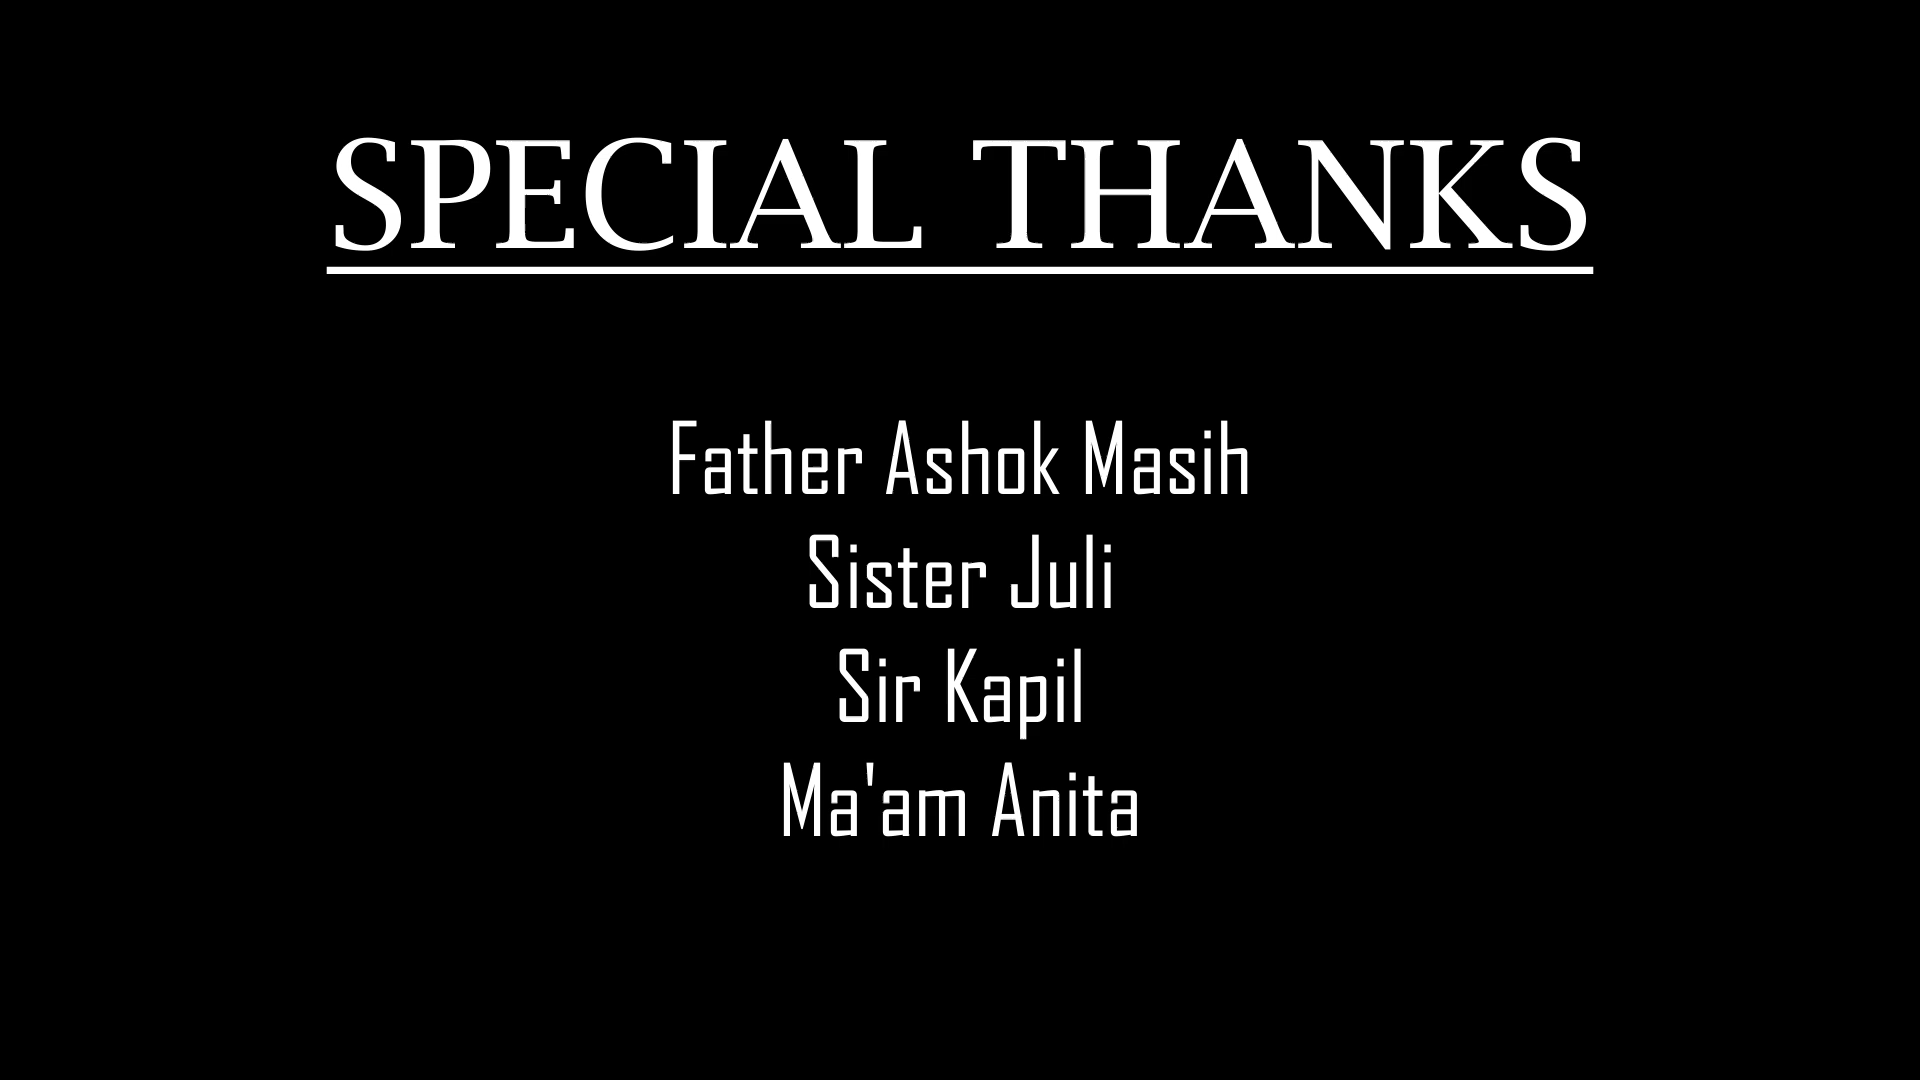 SPECIAL THANKS
Father Ashok Masih
Sister Juli
Sir Kapil
Ma'am Anita